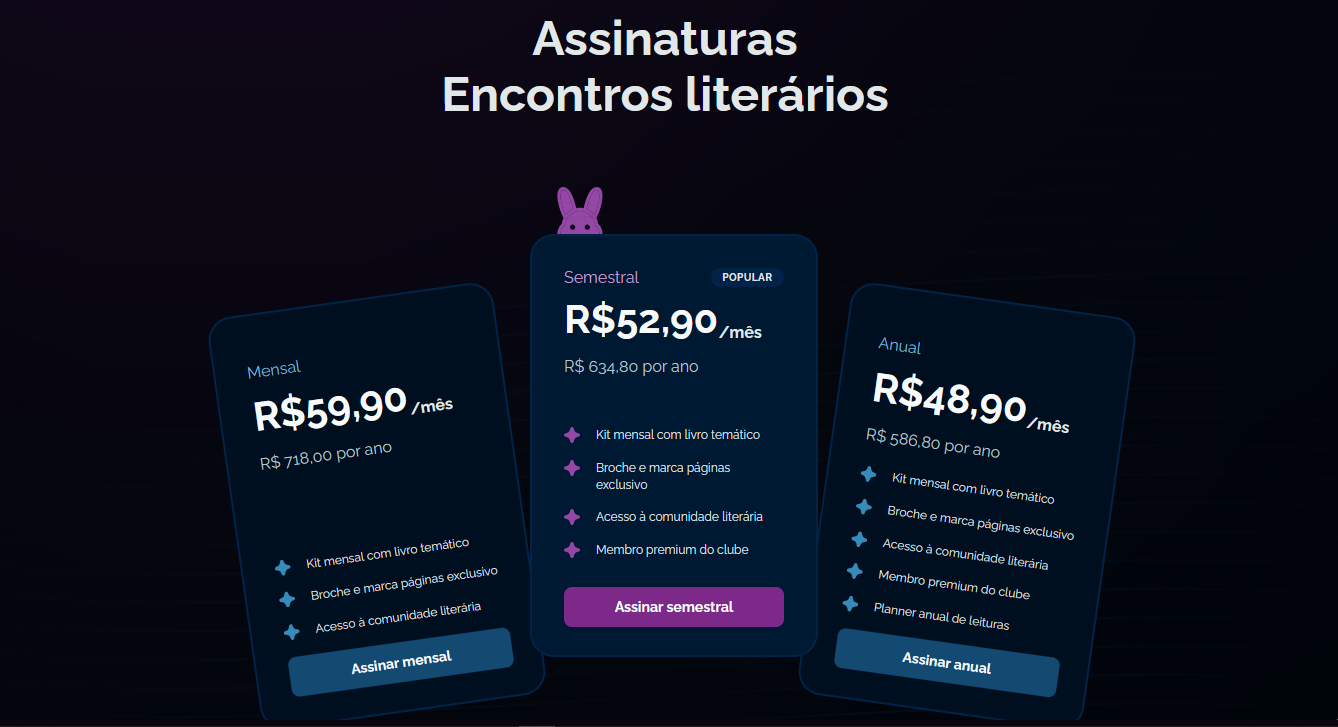 Assinaturas
Encontros literários
Mensal
R$59,90/mês
R$ 718,00 por ano
Kit mensal com livro temático
Broche e marca páginas exclusivo
Acesso à comunidade literária
Assinar mensal
Semestral
POPULAR
R$52,90/mês
R$ 634,80 por ano
Kit mensal com livro temático
Broche e marca páginas
exclusivo
Acesso à comunidade literária
Membro premium do clube
Assinar semestral
Anual
R$48,90/mês
R$ 586,80 por ano
Kit mensal com livro temático
Broche e marca páginas exclusivo
Acesso à comunidade literária
Membro premium do clube
Planner anual de leituras
Assinar anual